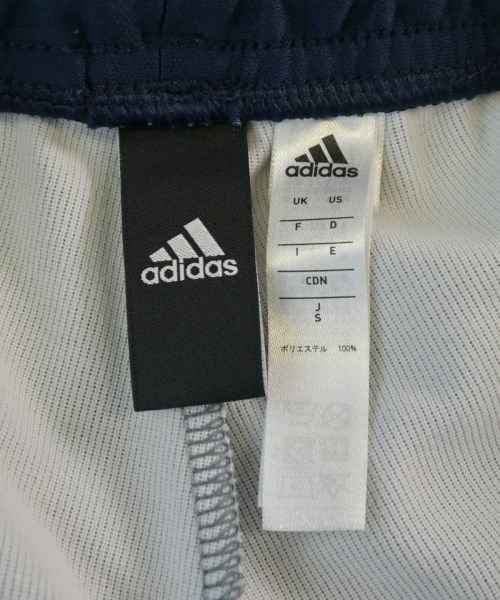 adidas
adidas
UK US
F D
I E
CDN
J
S
ポリエステル 100%